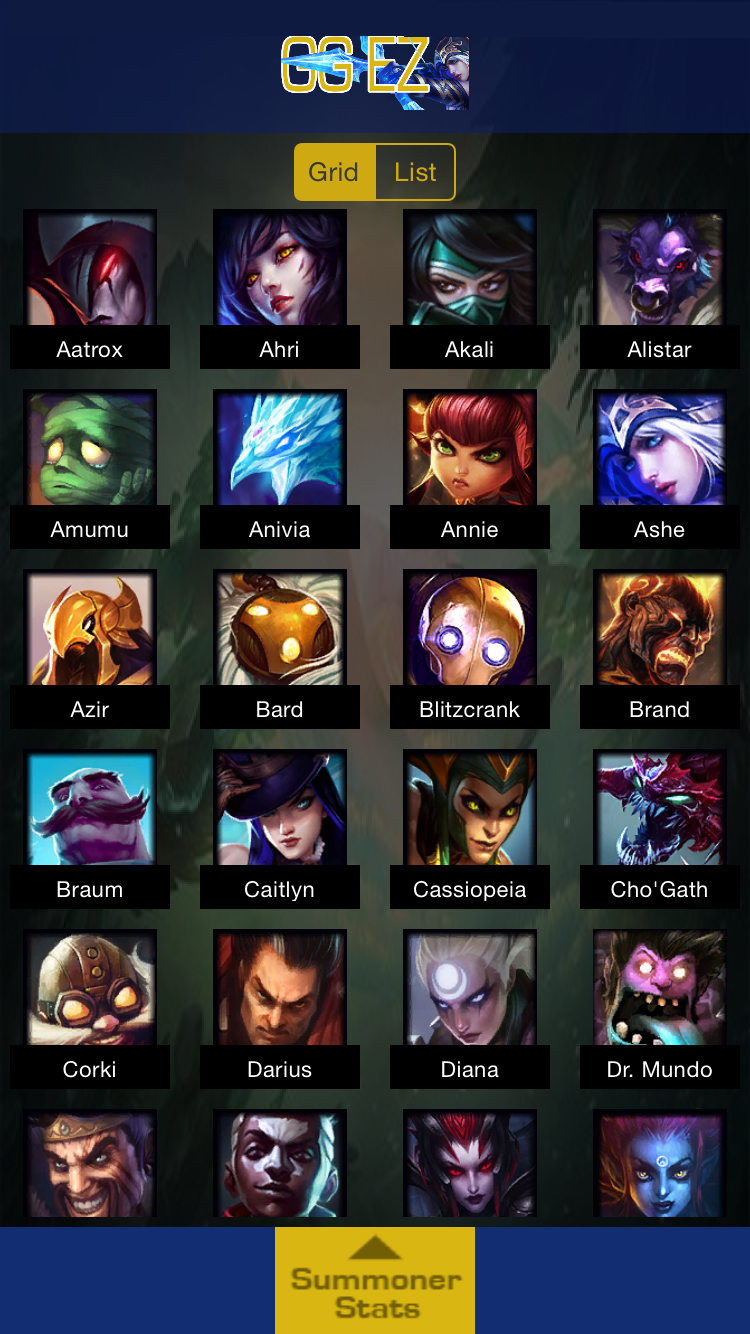 GG EZ
Grid List
Aatrox Ahri Akali Alistar
Amumu Anivia Annie Ashe
Azir Bard Blitzcrank Brand
Braum Caitlyn Cassiopeia Cho'Gath
Corki Darius Diana Dr. Mundo
Summoner
Stats